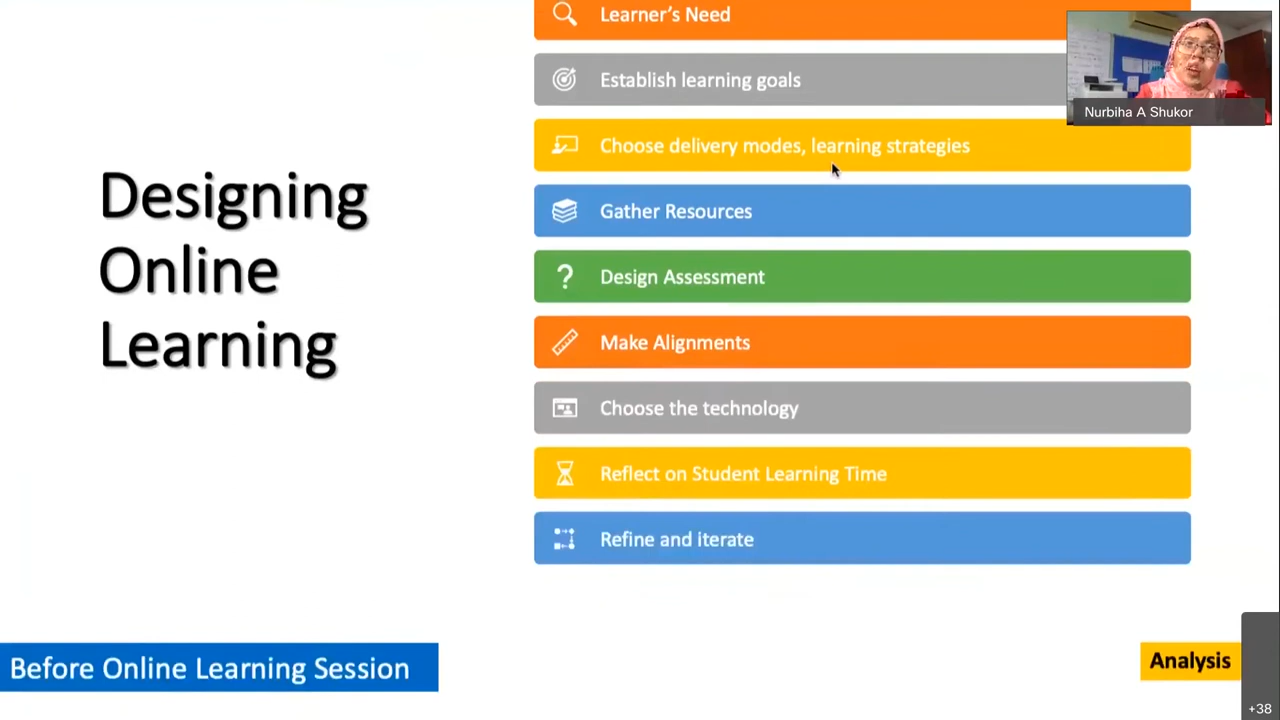 Learner’s Need
Establish learning goals
Nurbiha A Shukor
Choose delivery modes, learning strategies
Designing
Online
Learning
Gather Resources
?
Design Assessment
Make Alignments
Choose the technology
Reflect on Student Learning Time
Refine and iterate
Before Online Learning Session
Analysis
+38